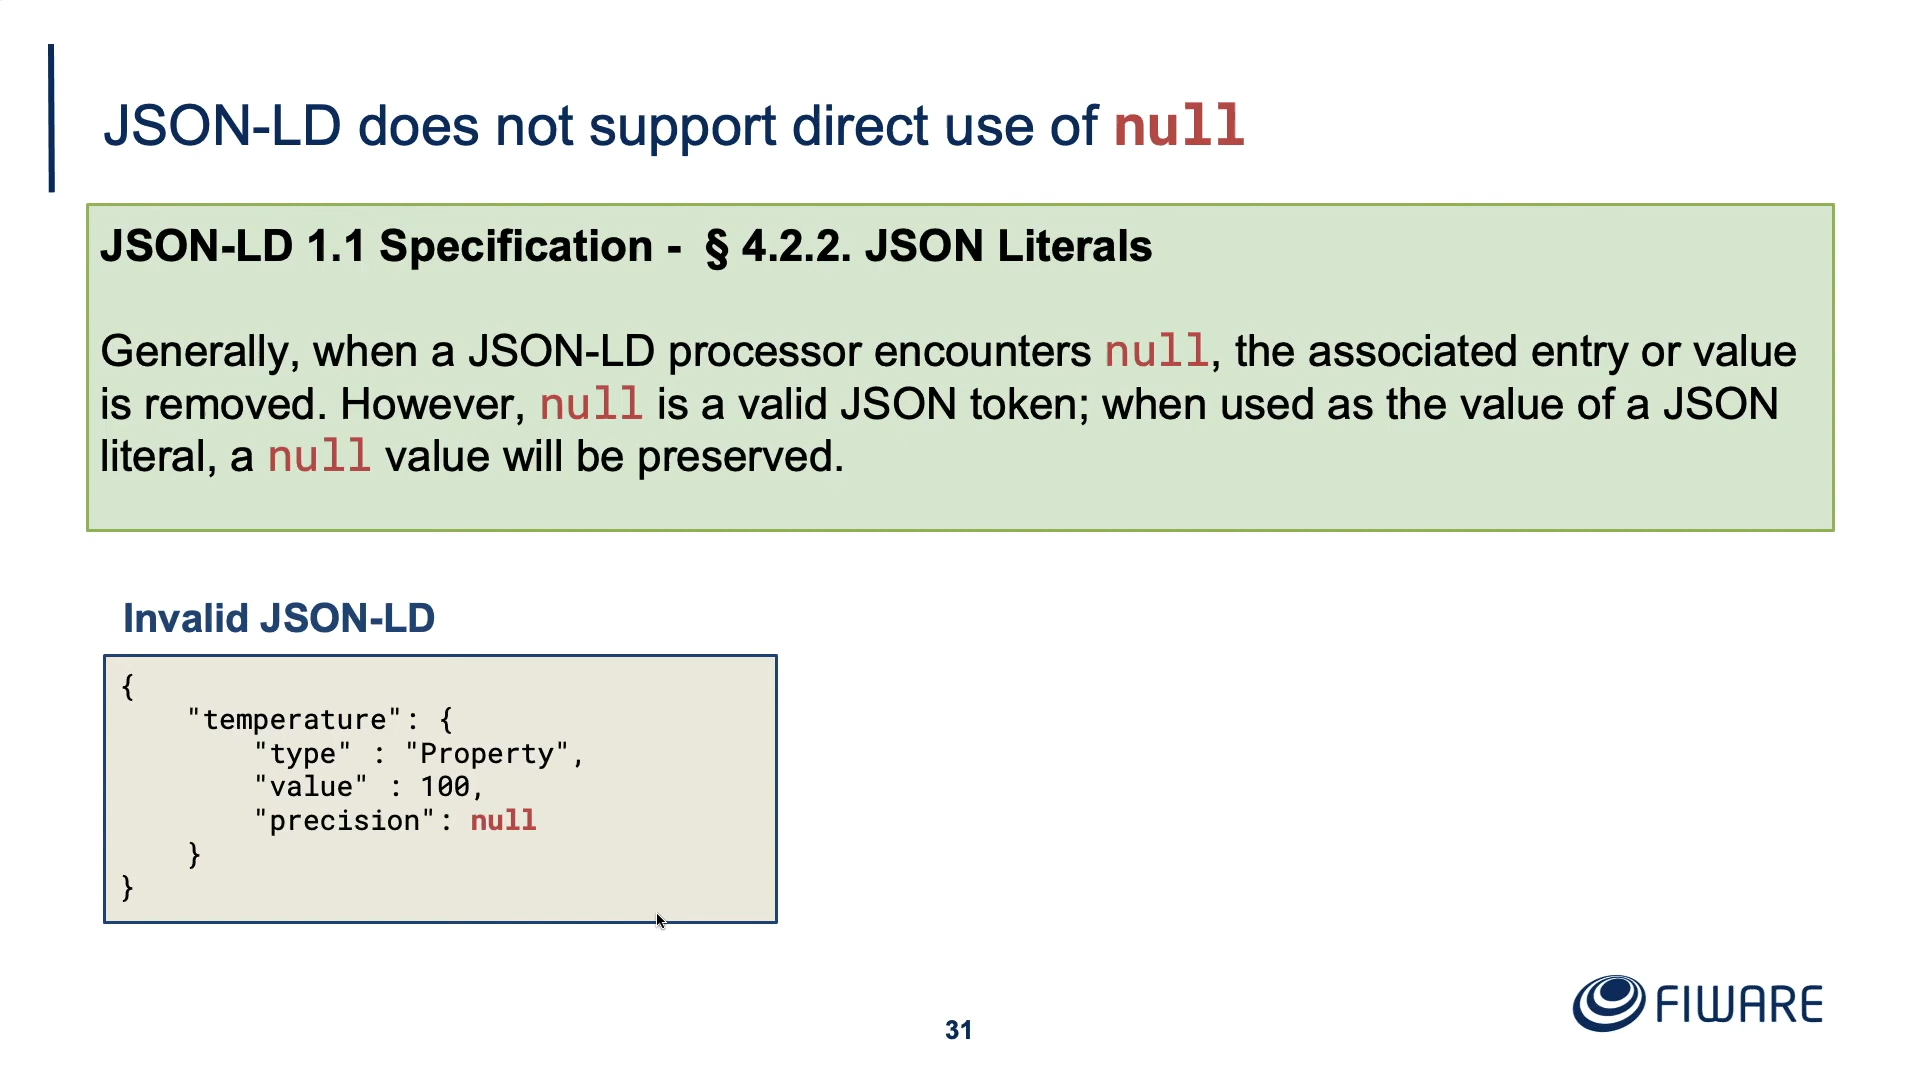 JSON-LD does not support direct use of null
JSON-LD 1.1 Specification -  § 4.2.2. JSON Literals
Generally, when a JSON-LD processor encounters null, the associated entry or value
is removed. However, null is a valid JSON token; when used as the value of a JSON
literal, a null value will be preserved.
Invalid JSON-LD
{
    "temperature": {
        "type" : "Property",
        "value" : 100,
        "precision": null
    }
}
FIWARE
31